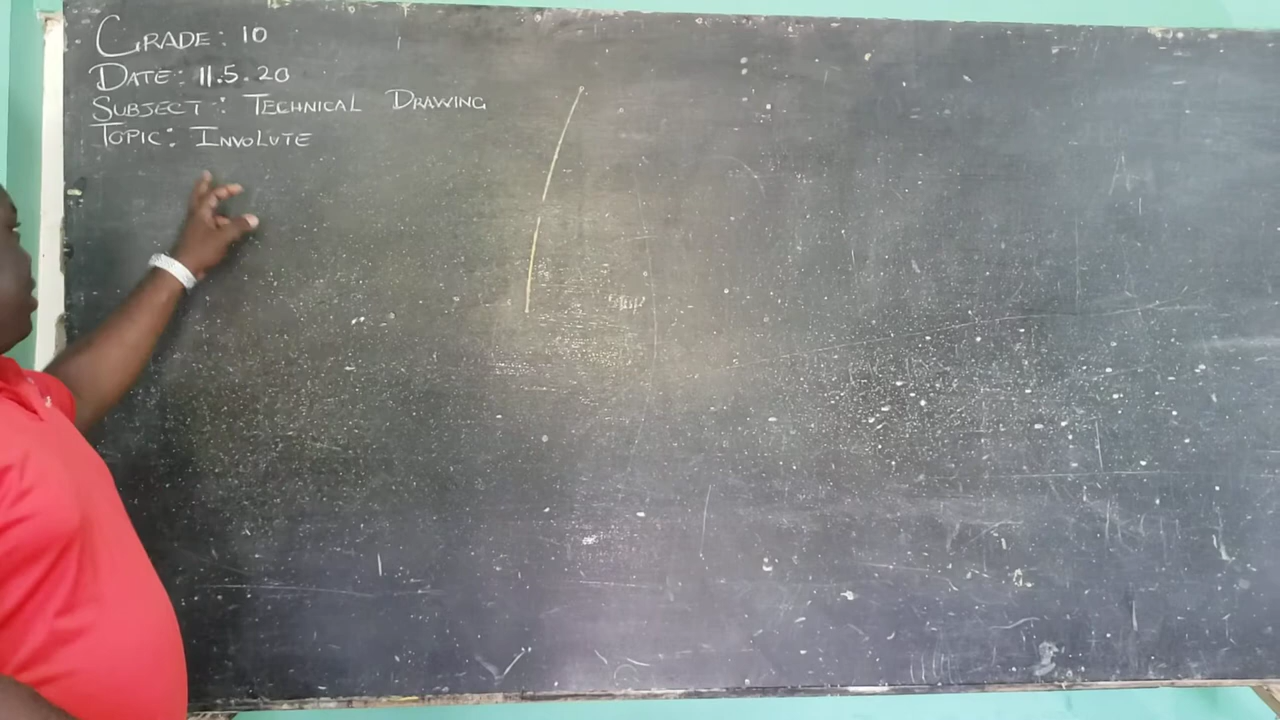 GRADE: 10
DATE: 11.5.20
SUBJECT: TECHNICAL DRAWING
TOPIC: INVOLUTE